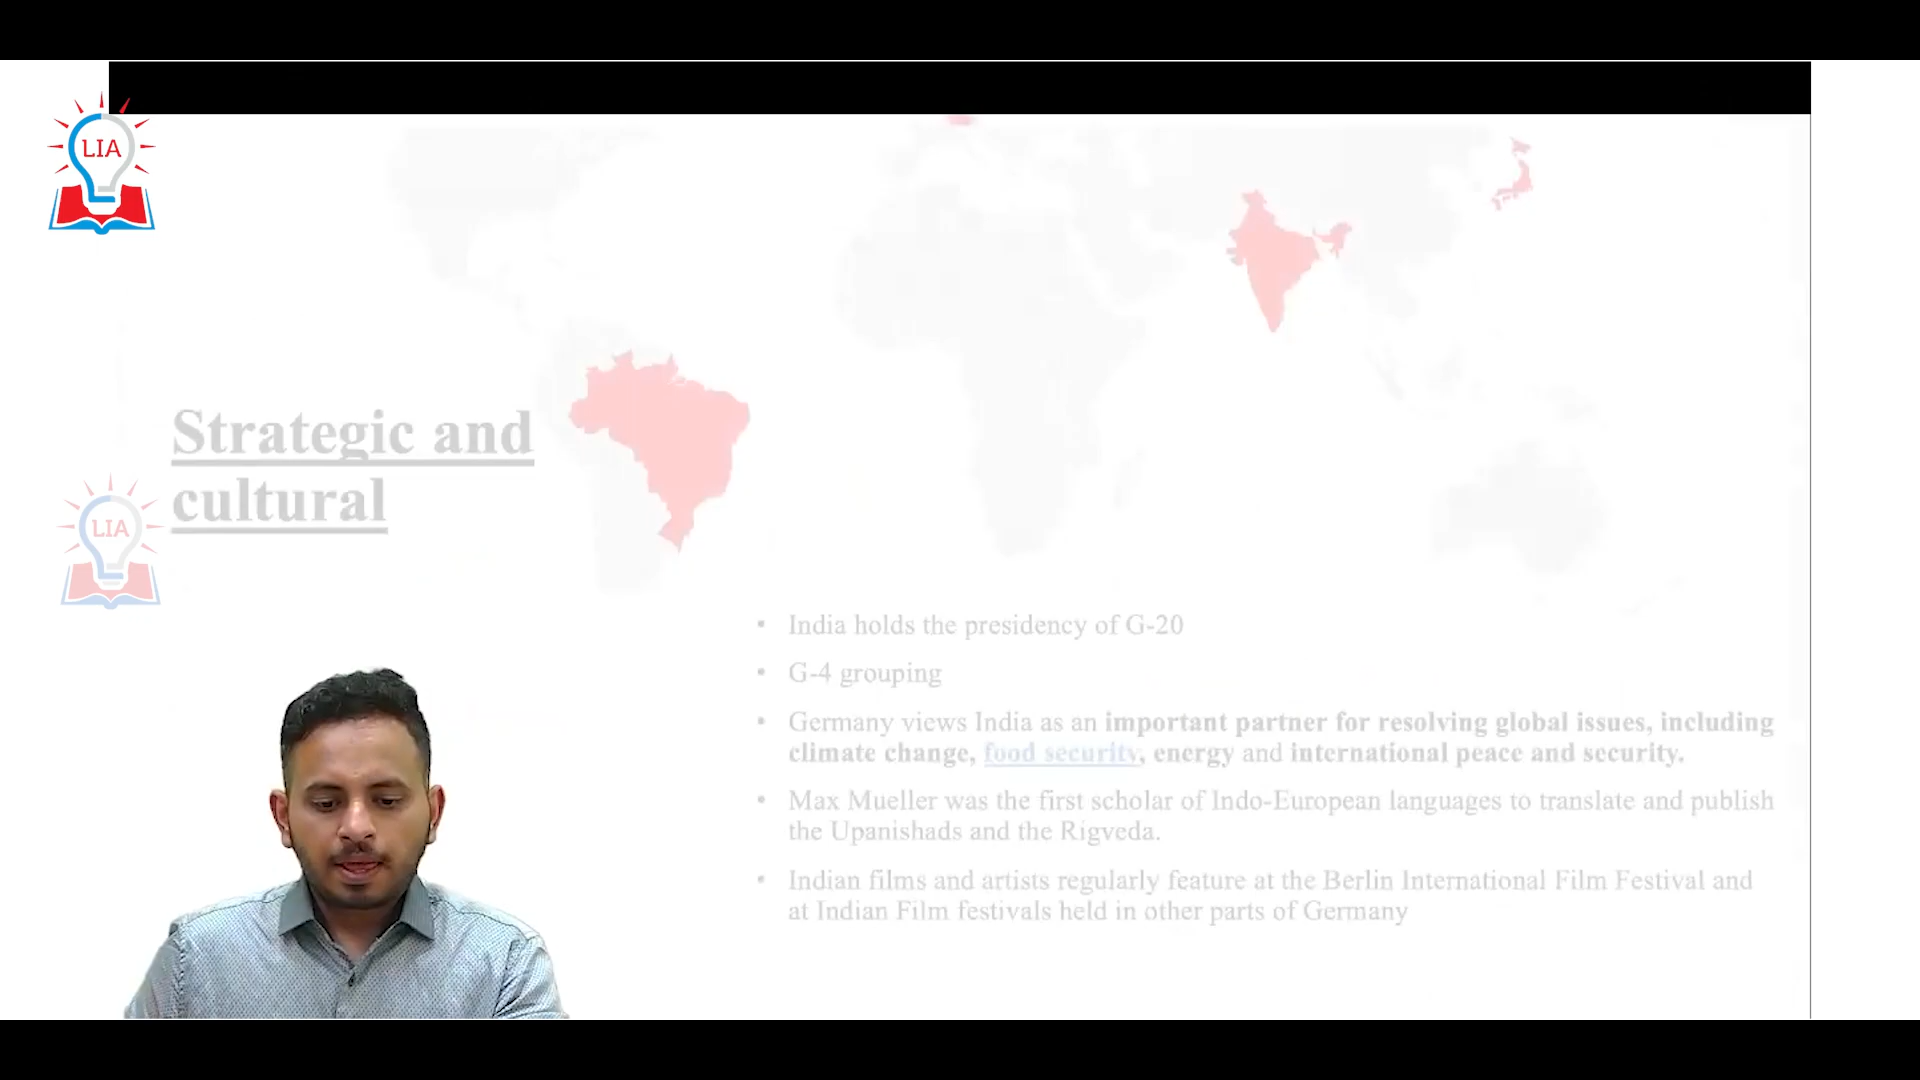 LIA
Strategic and
cultural
LIA
• India holds the presidency of G-20
• G-4 grouping
• Germany views India as an important partner for resolving global issues, including
climate change, food security, energy and international peace and security.
• Max Mueller was the first scholar of Indo-European languages to translate and publish
the Upanishads and the Rigveda.
• Indian films and artists regularly feature at the Berlin International Film Festival and
at Indian Film festivals held in other parts of Germany